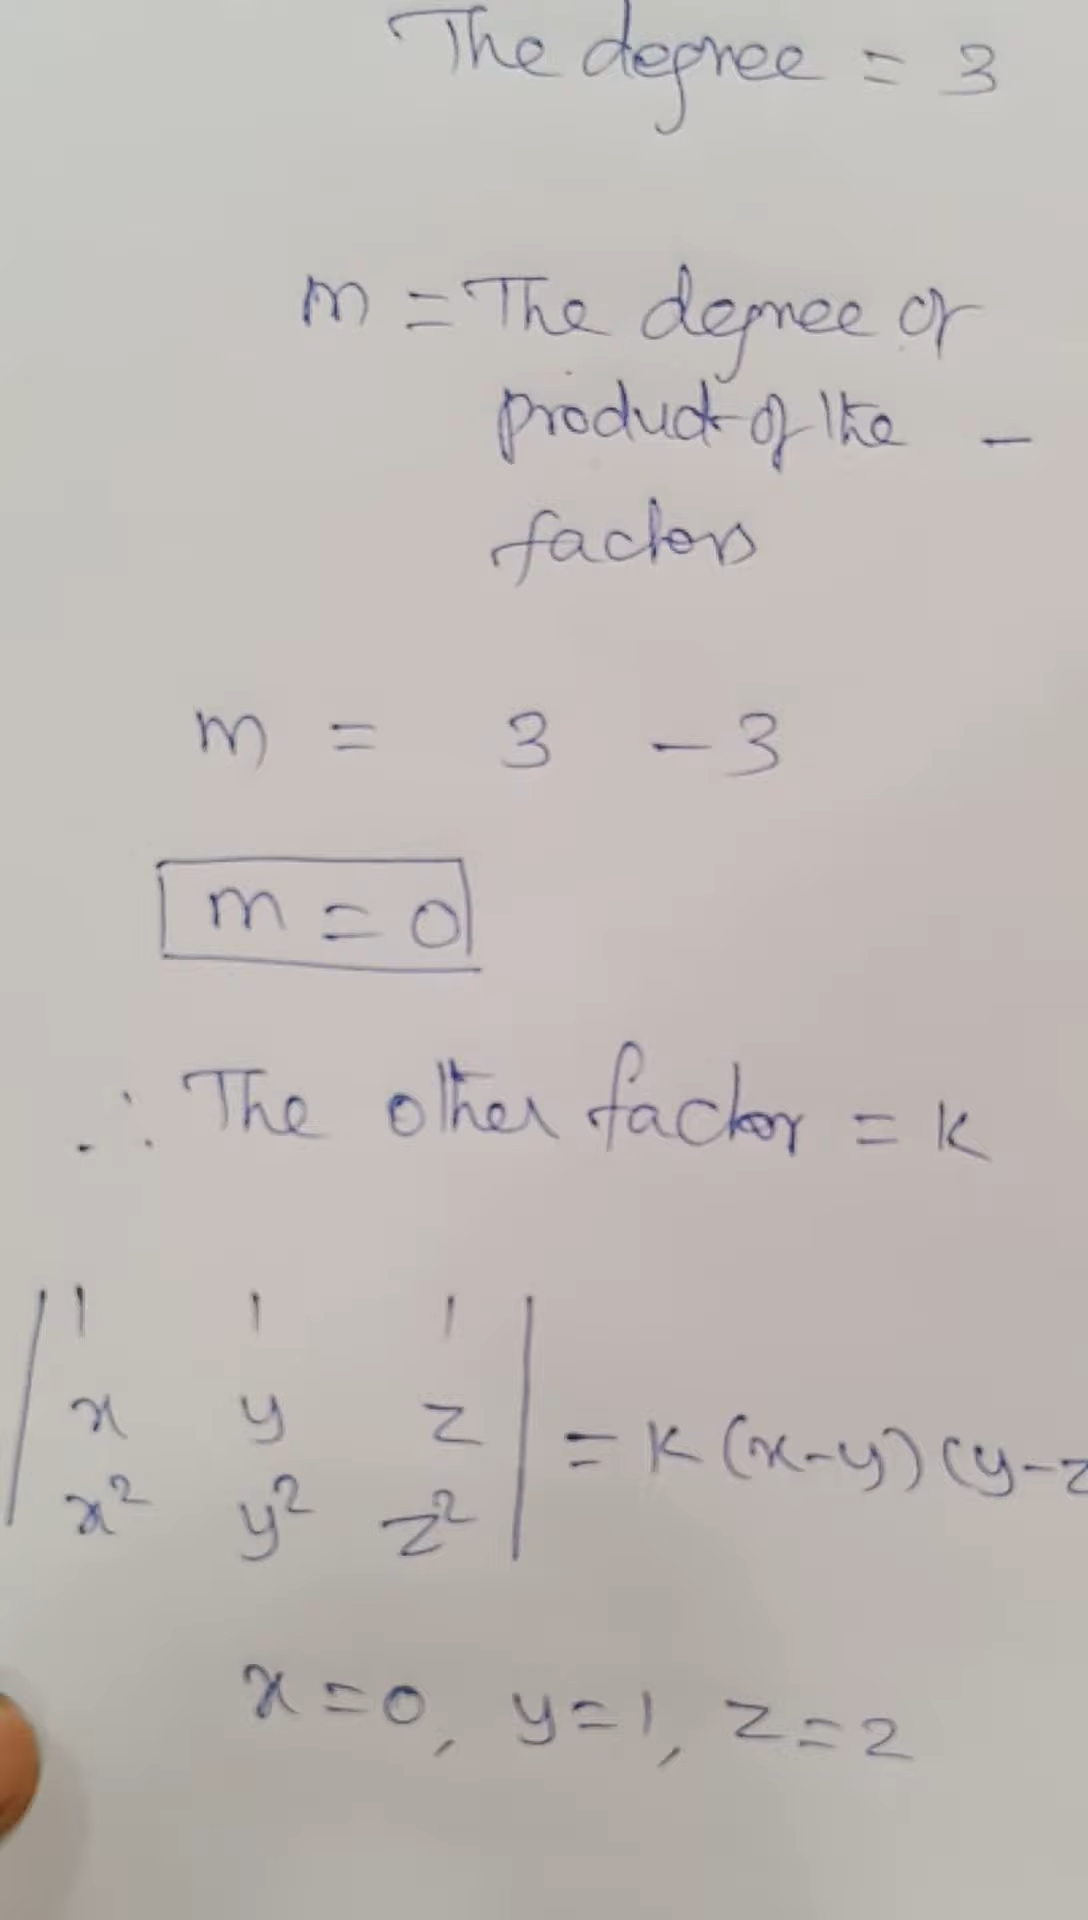 The degree = 3
m = The degree of
product of the –
factors
m = 3 – 3
m = 0
∴ The other factor = k
| 1 1 1 |
| x y z | = k (x-y) (y-z
| x² y² z² |
x = 0, y = 1, z = 2